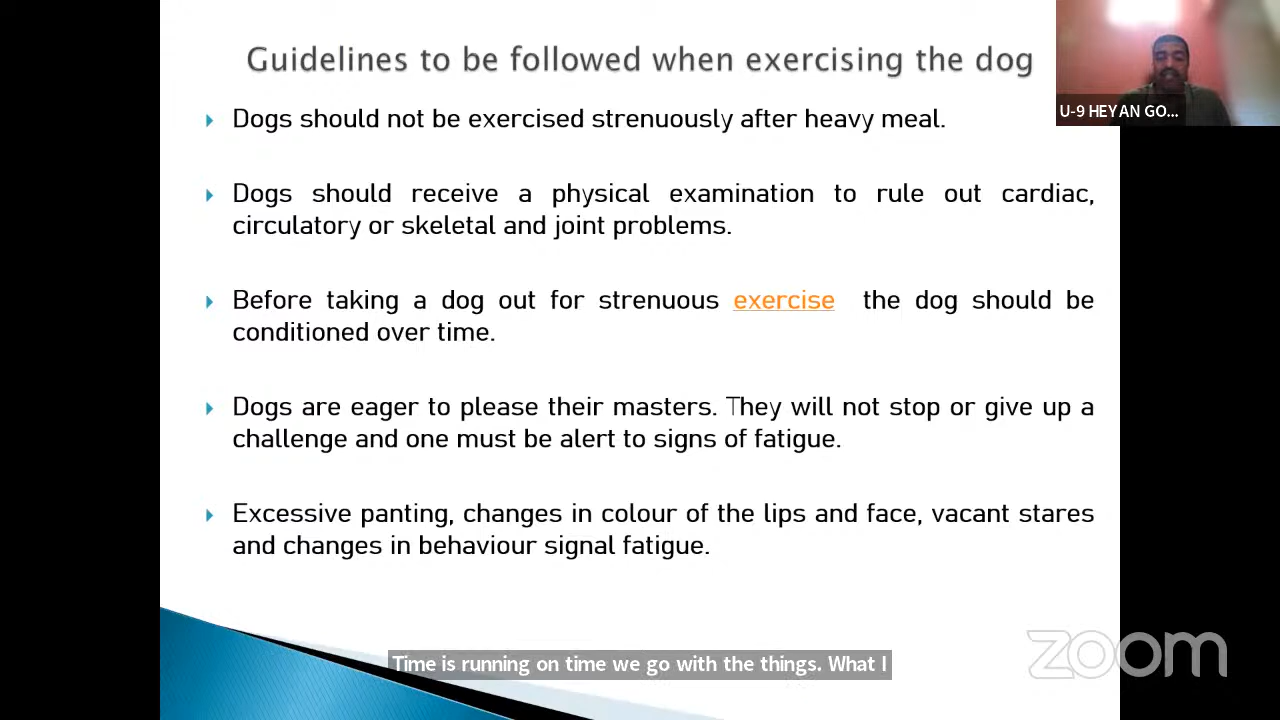 Guidelines to be followed when exercising the dog
U-9 HEYAN GO...
Dogs should not be exercised strenuously after heavy meal.
Dogs should receive a physical examination to rule out cardiac,
circulatory or skeletal and joint problems.
Before taking a dog out for strenuous exercise the dog should be
conditioned over time.
Dogs are eager to please their masters. They will not stop or give up a
challenge and one must be alert to signs of fatigue.
Excessive panting, changes in colour of the lips and face, vacant stares
and changes in behaviour signal fatigue.
Time is running on time we go with the things. What I
zoom